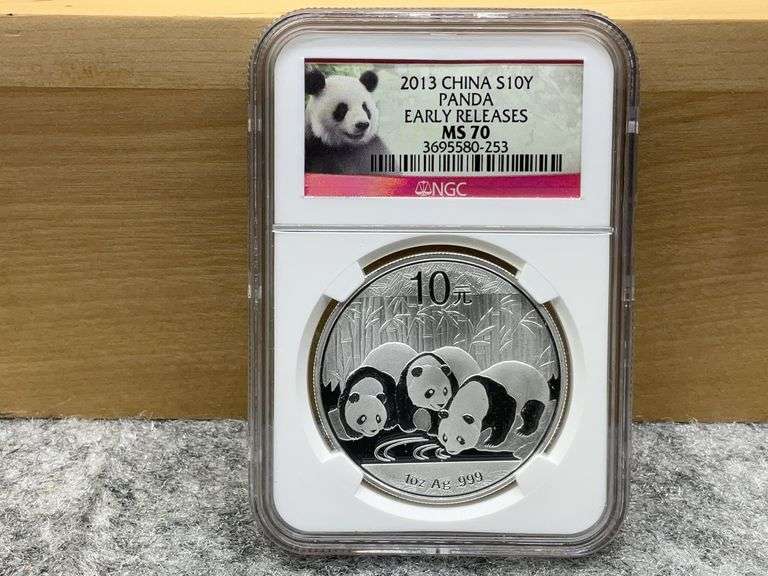 2013 CHINA S10Y
PANDA
EARLY RELEASES
MS 70
3695580-253
NGC
10元
1oz Ag .999